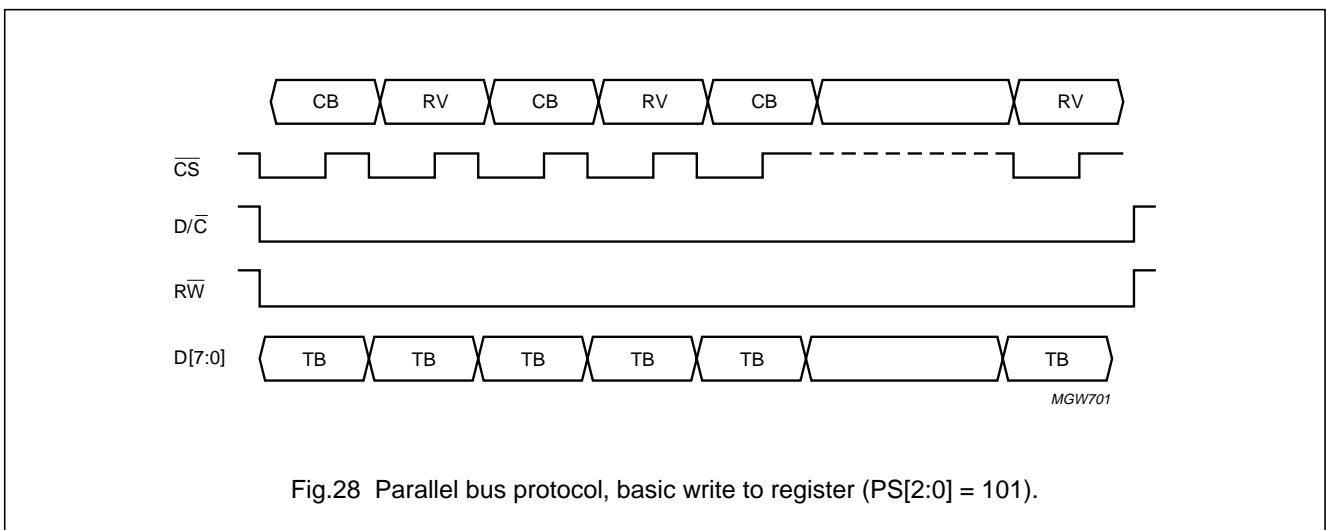 CB RV CB RV CB RV
C̅S̅
D/C̅
RW̅
D[7:0] TB TB TB TB TB TB
MGW701
Fig.28 Parallel bus protocol, basic write to register (PS[2:0] = 101).